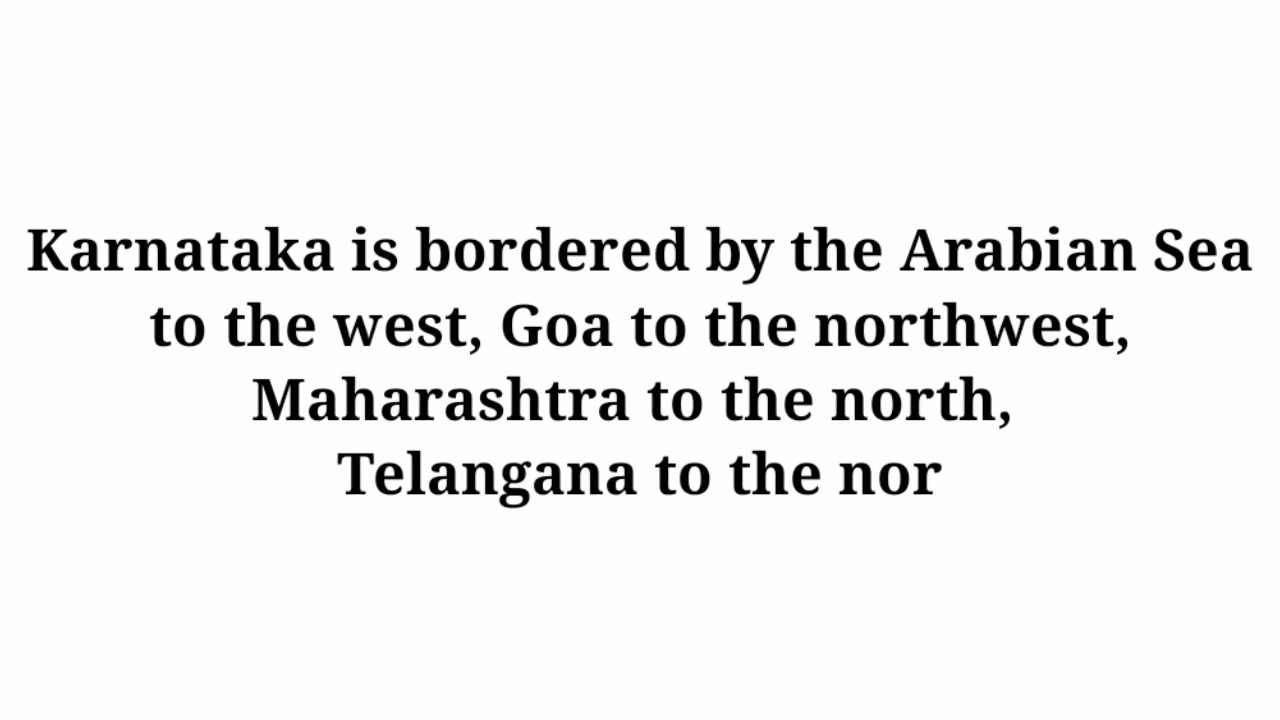 Karnataka is bordered by the Arabian Sea
to the west, Goa to the northwest,
Maharashtra to the north,
Telangana to the nor